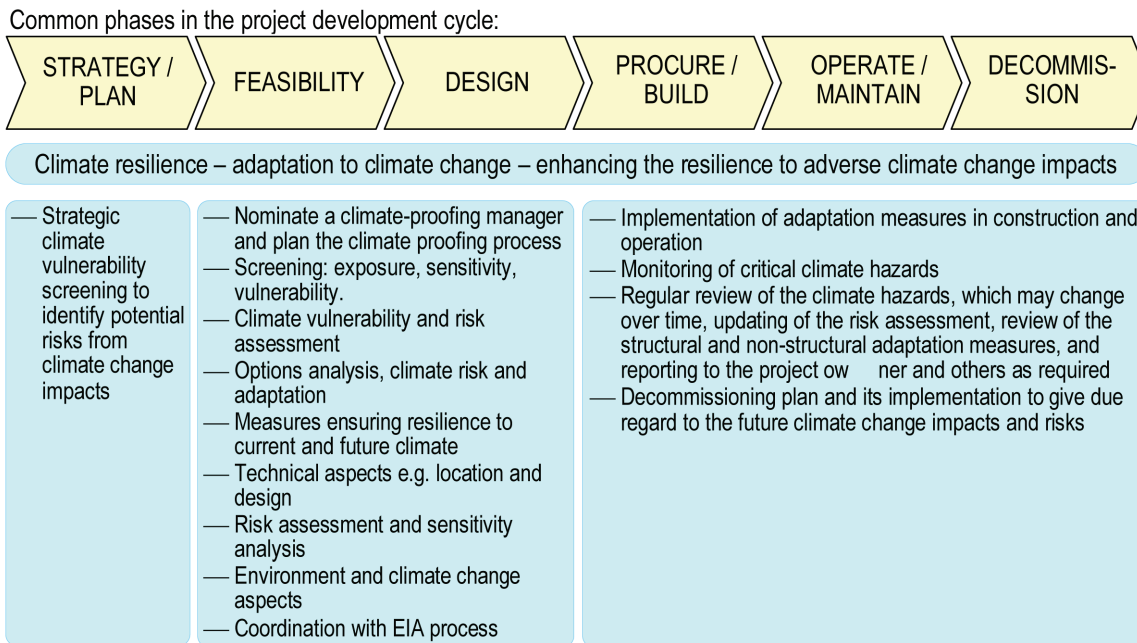 Common phases in the project development cycle:
STRATEGY /
PLAN
FEASIBILITY
DESIGN
PROCURE /
BUILD
OPERATE /
MAINTAIN
DECOMMIS-
SION
Climate resilience – adaptation to climate change – enhancing the resilience to adverse climate change impacts
— Strategic
climate
vulnerability
screening to
identify potential
risks from
climate change
impacts
— Nominate a climate-proofing manager
and plan the climate proofing process
— Screening: exposure, sensitivity,
vulnerability.
— Climate vulnerability and risk
assessment
— Options analysis, climate risk and
adaptation
— Measures ensuring resilience to
current and future climate
— Technical aspects e.g. location and
design
— Risk assessment and sensitivity
analysis
— Environment and climate change
aspects
— Coordination with EIA process
— Implementation of adaptation measures in construction and
operation
— Monitoring of critical climate hazards
— Regular review of the climate hazards, which may change
over time, updating of the risk assessment, review of the
structural and non-structural adaptation measures, and
reporting to the project ow ner and others as required
— Decommissioning plan and its implementation to give due
regard to the future climate change impacts and risks